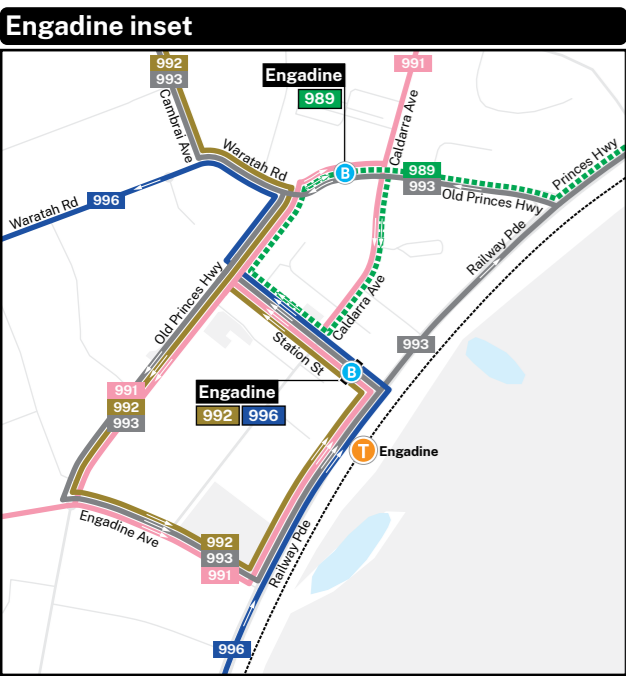 Engadine inset
992
993
991
Engadine
989
Cambrai Ave
Caldarra Ave
Waratah Rd
B
989
993
Princes Hwy
Old Princes Hwy
996
Waratah Rd
Railway Pde
Old Princes Hwy
Caldarra Ave
Station St
993
B
Engadine
992 996
991
992
993
T Engadine
Engadine Ave
992
993
991
Railway Pde
996